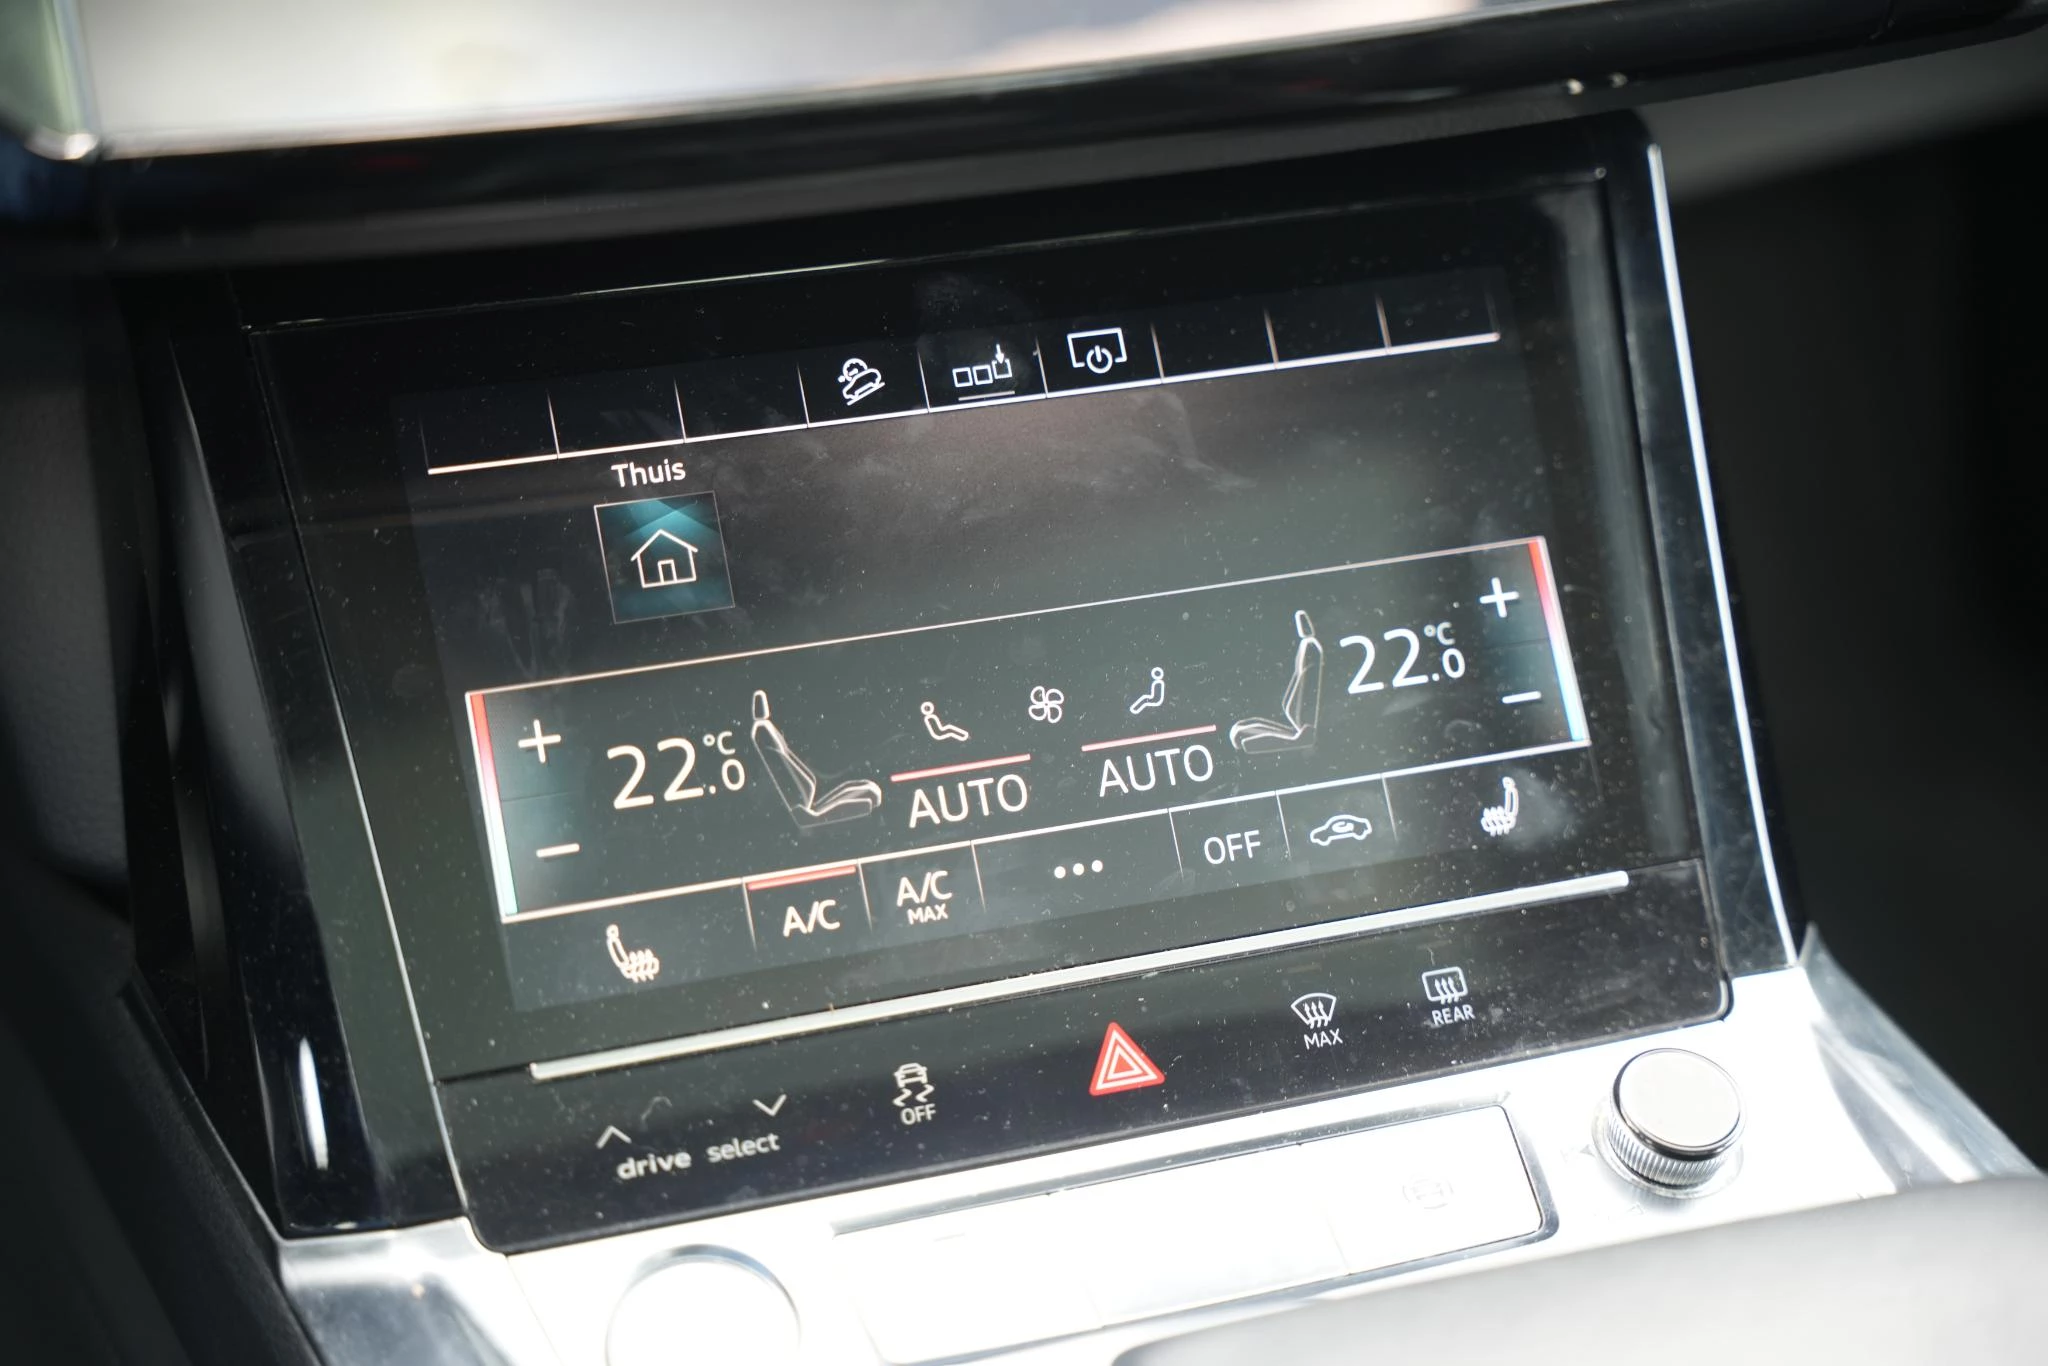 Thuis
22.0 °C
AUTO
AUTO
22.0 °C
A/C
A/C
MAX
OFF
drive select
OFF
MAX
REAR